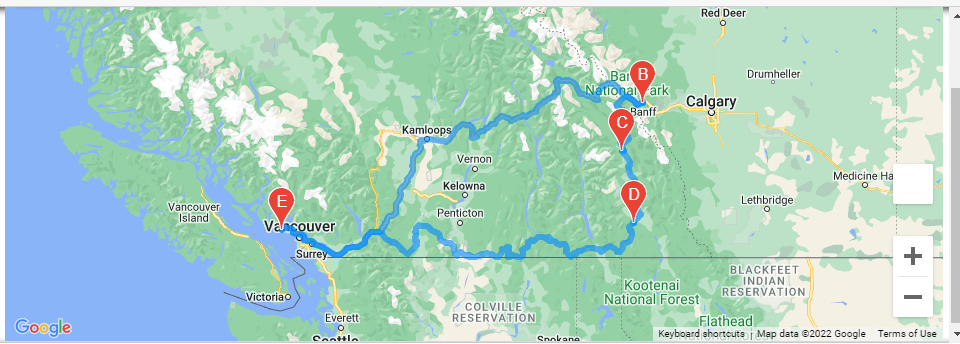 Red Deer
B
Ban
National Park
Drumheller
Calgary
Banff
C
Kamloops
Vernon
Medicine Ha
Kelowna
D
Lethbridge
E
Vancouver
Island
Penticton
Vancouver
Surrey
BLACKFEET
INDIAN
RESERVATION
Kootenai
National Forest
Victoria
COLVILLE
RESERVATION
Everett
Flathead
Seattle
Spokane
Google
Keyboard shortcuts
Map data ©2022 Google
Terms of Use